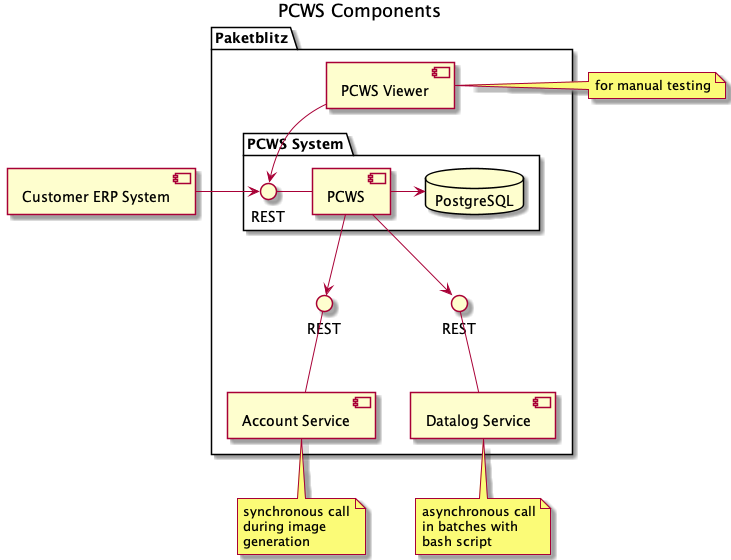 PCWS Components
Paketblitz
PCWS Viewer
for manual testing
PCWS System
Customer ERP System
REST
PCWS
PostgreSQL
REST
REST
Account Service
Datalog Service
synchronous call
during image
generation
asynchronous call
in batches with
bash script